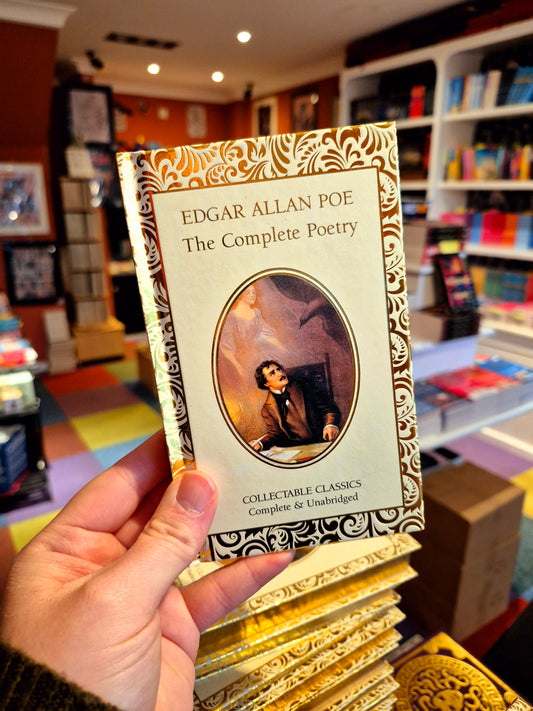 EDGAR ALLAN POE
The Complete Poetry
COLLECTABLE CLASSICS
Complete & Unabridged